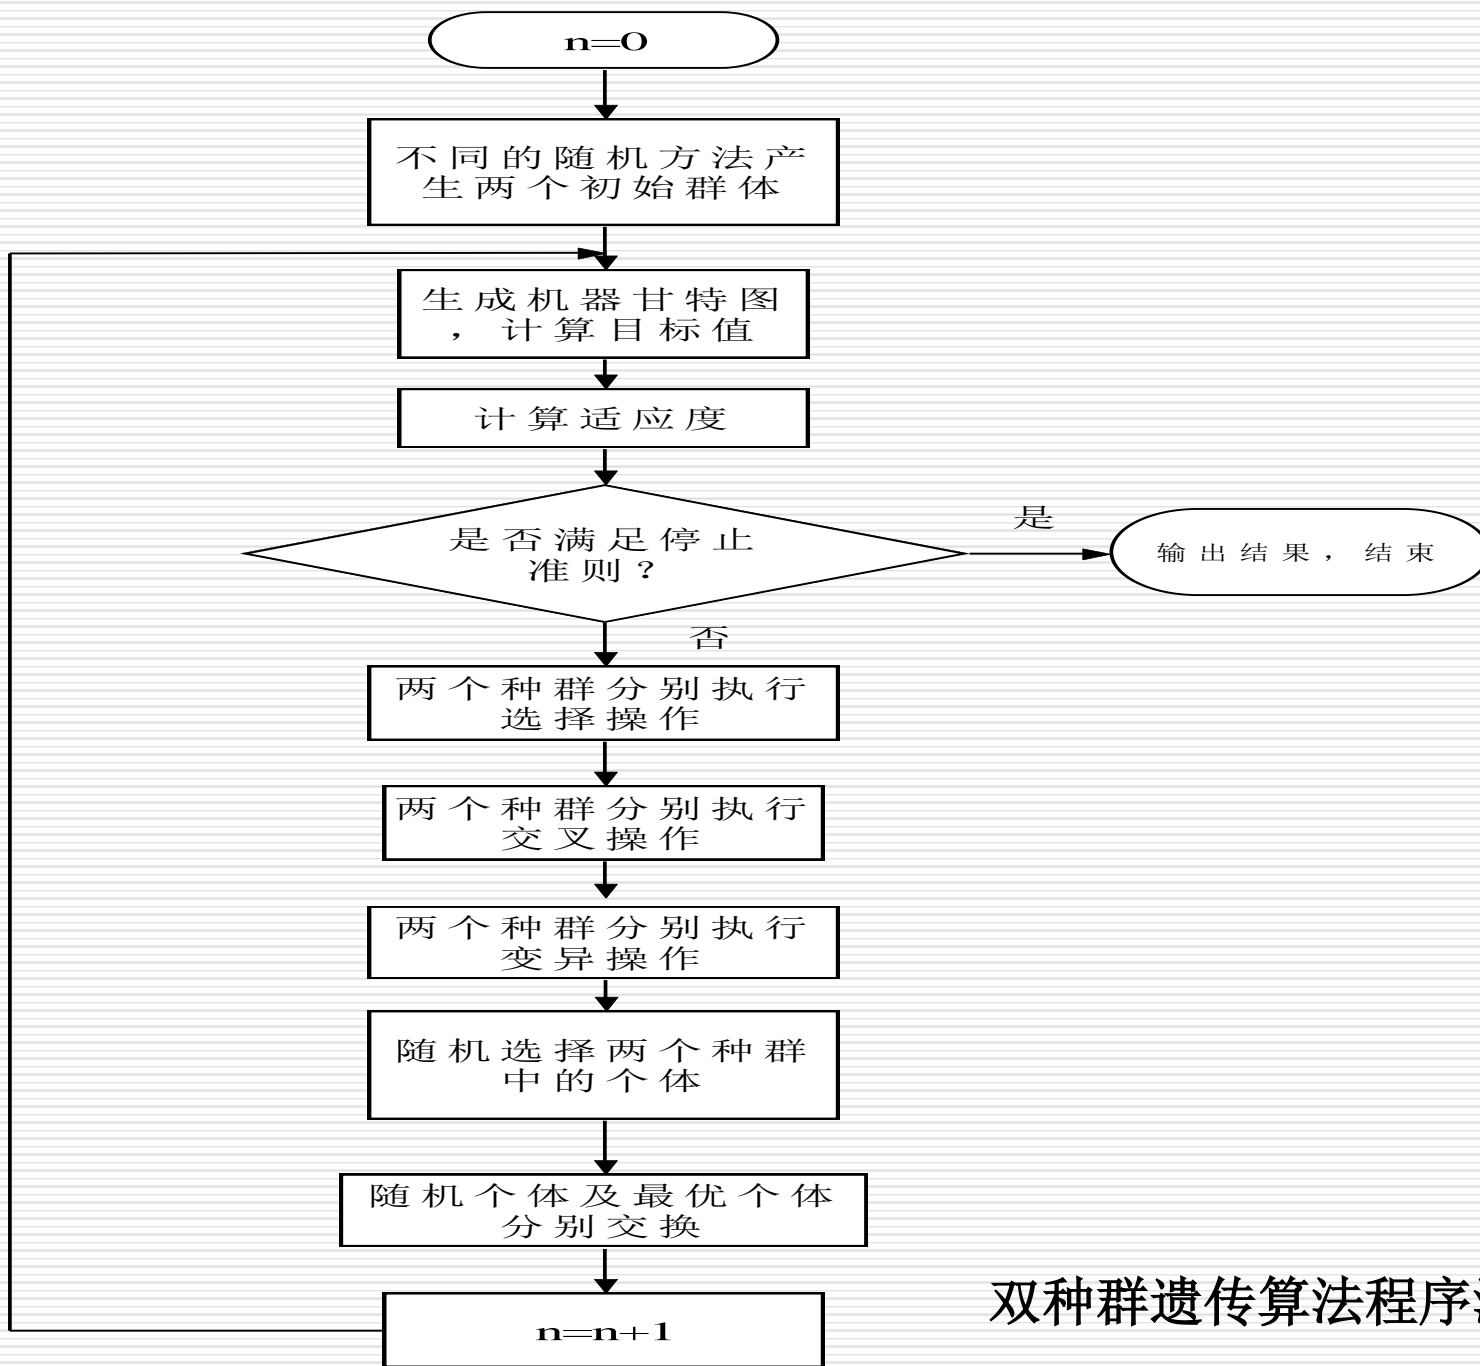 n=0
不同的随机方法产
生两个初始群体
生成机器甘特图
，计算目标值
计算适应度
是否满足停止
准则？
是
输出结果，结束
否
两个种群分别执行
选择操作
两个种群分别执行
交叉操作
两个种群分别执行
变异操作
随机选择两个种群
中的个体
随机个体及最优个体
分别交换
n=n+1
双种群遗传算法程序